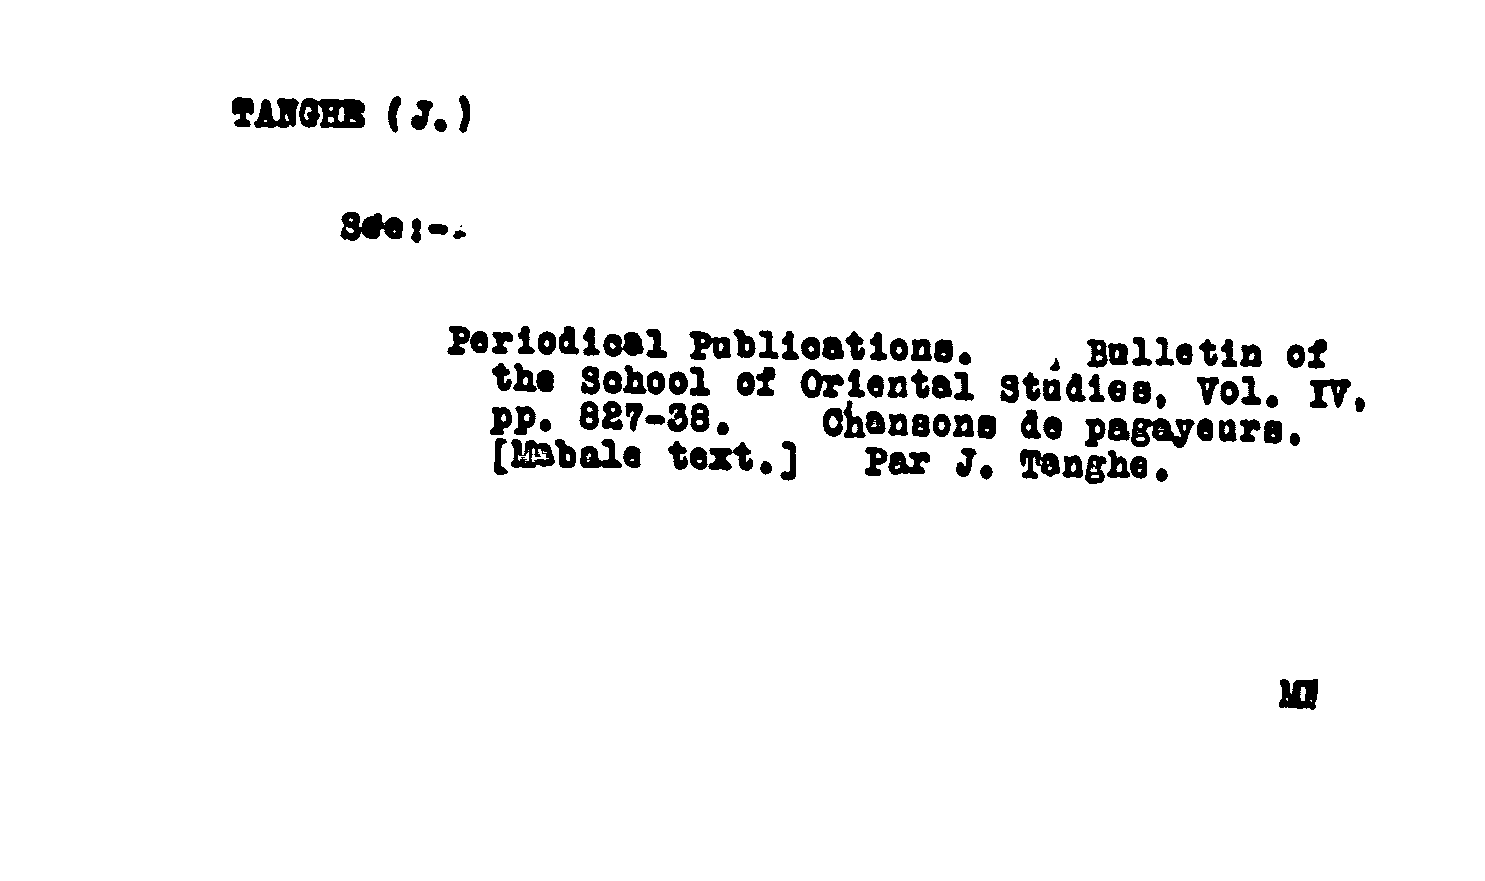 TANGHE (J.)
See:-
Periodical Publications. Bulletin of
the School of Oriental Studies, Vol. IV,
pp. 827-38. Chansons de pagayeurs.
[Mabale text.] Par J. Tanghe.